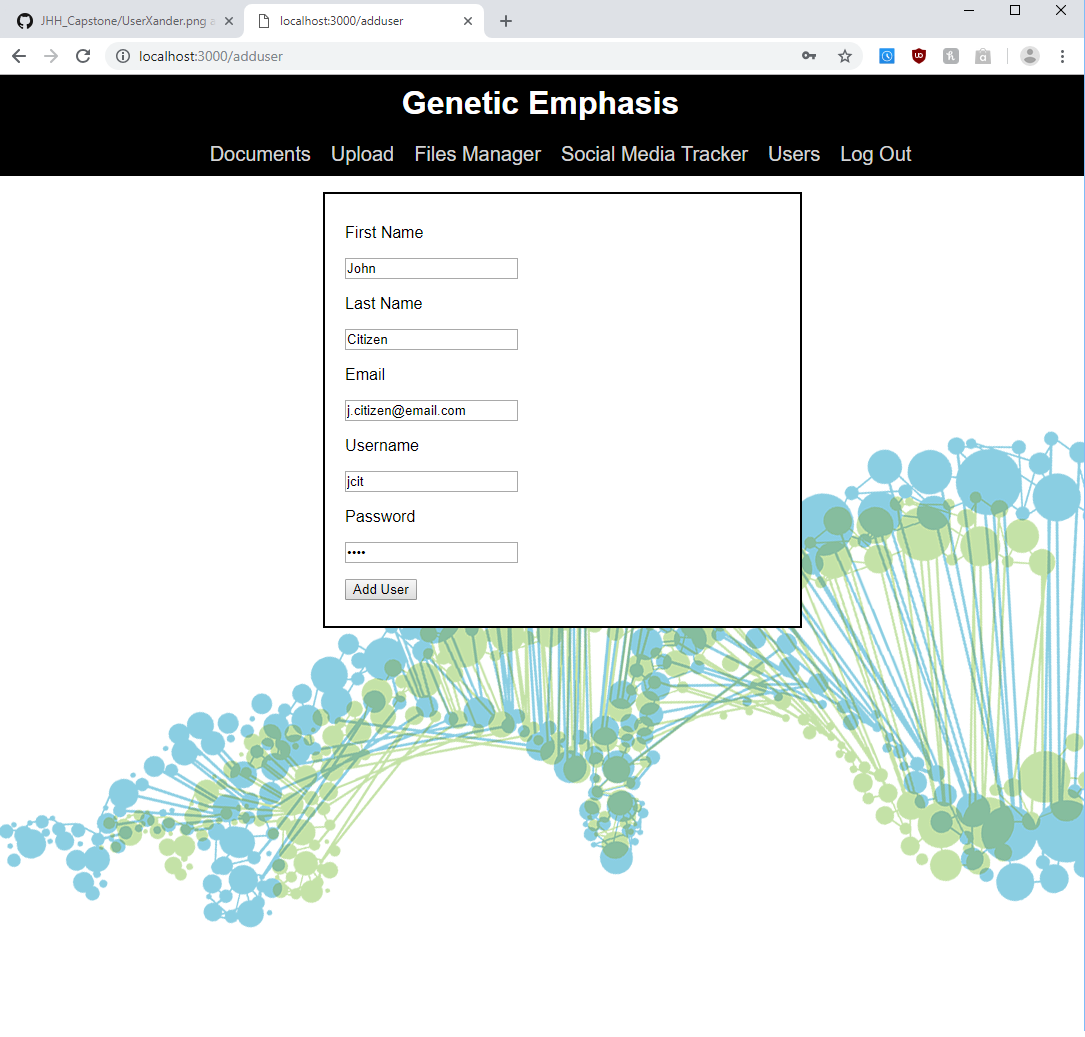 JHH_Capstone/UserXander.png a
localhost:3000/adduser
localhost:3000/adduser
Genetic Emphasis
Documents Upload Files Manager Social Media Tracker Users Log Out
First Name
John
Last Name
Citizen
Email
j.citizen@email.com
Username
jcit
Password
••••
Add User